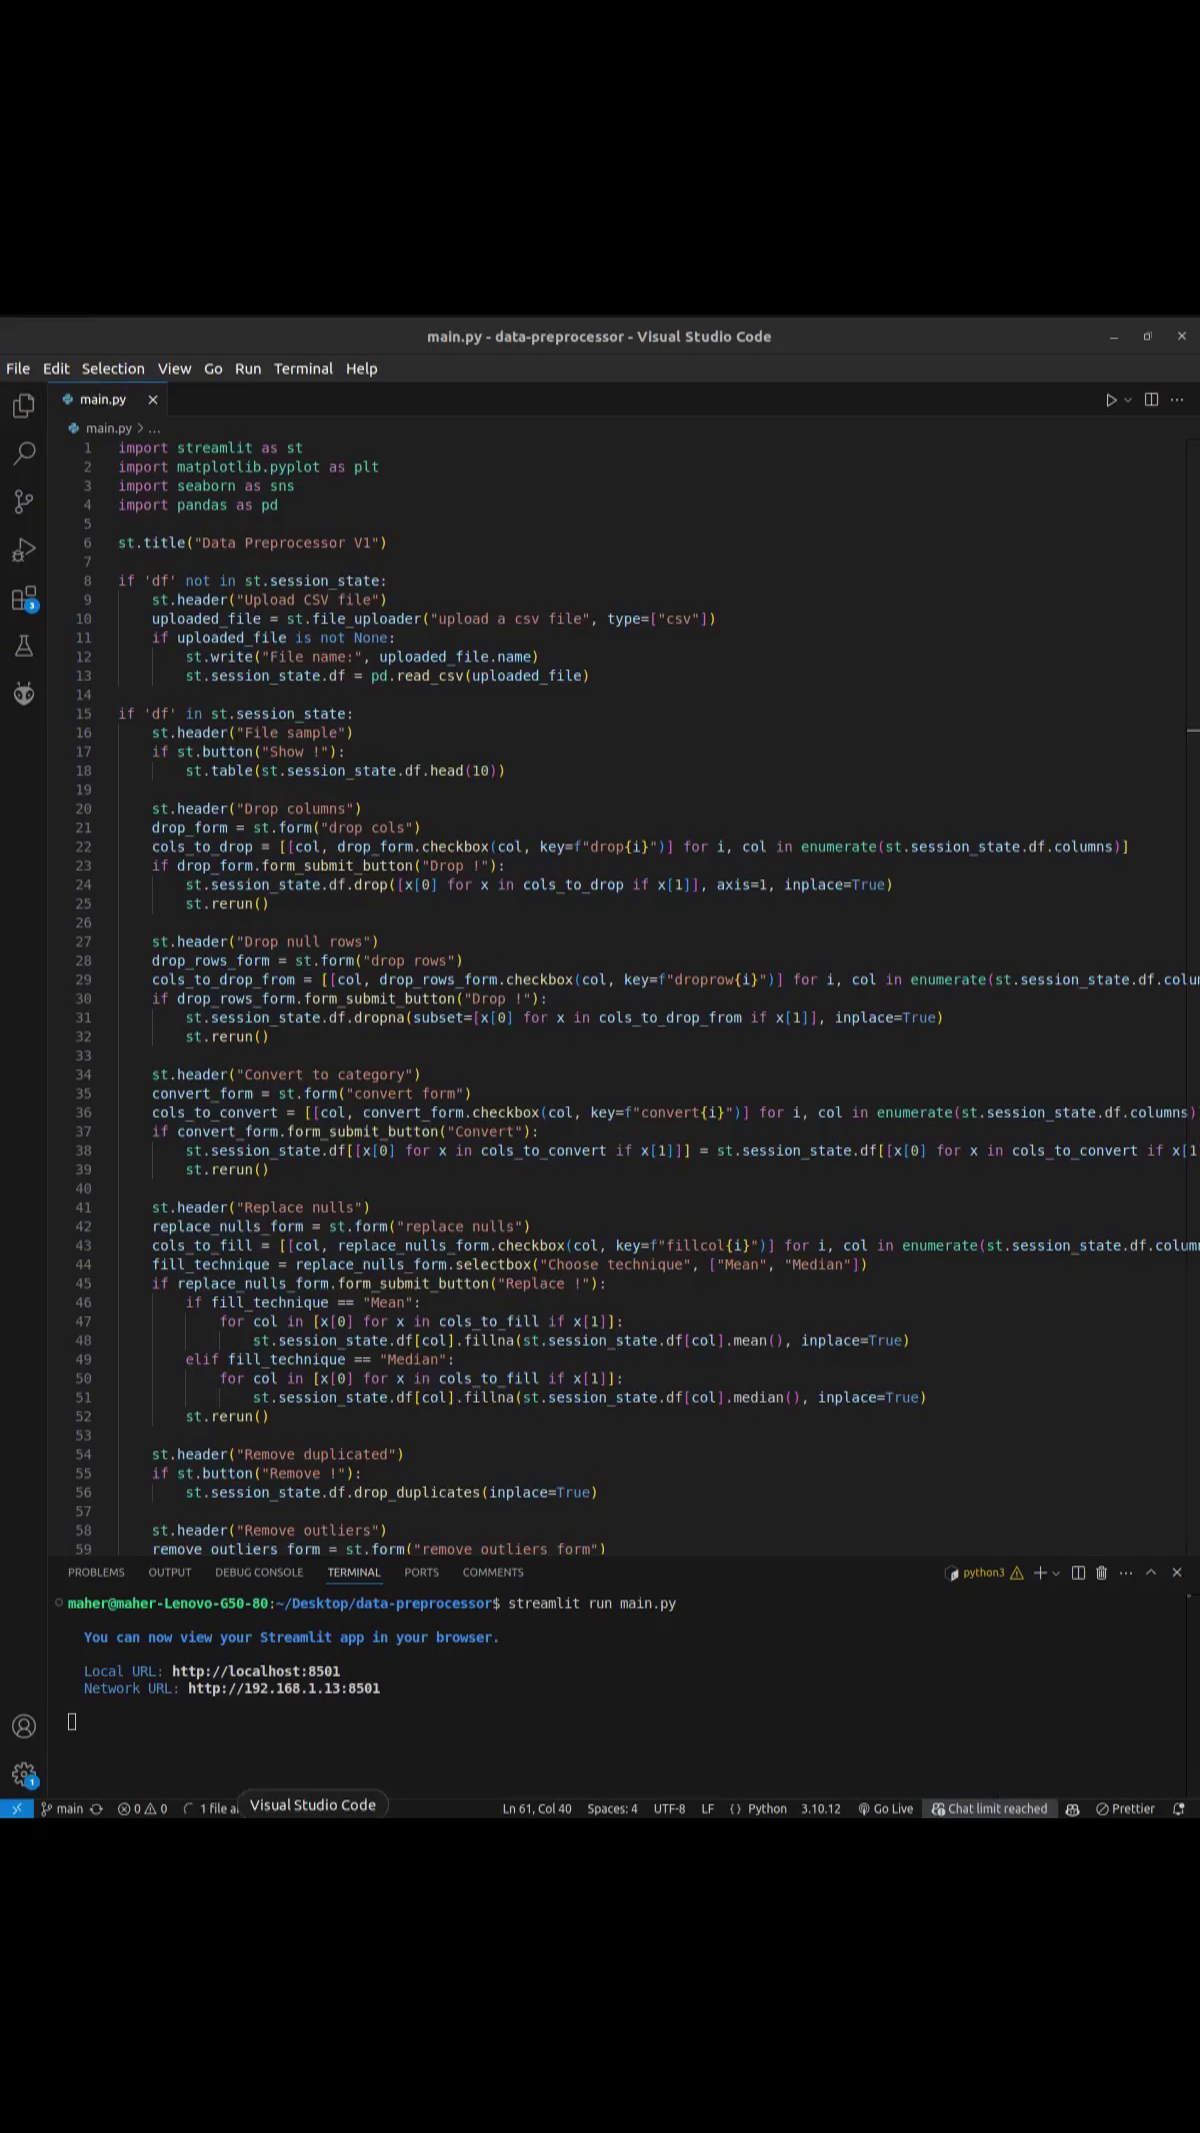 main.py - data-preprocessor - Visual Studio Code
File Edit Selection View Go Run Terminal Help
main.py
main.py > ...
1 import streamlit as st
2 import matplotlib.pyplot as plt
3 import seaborn as sns
4 import pandas as pd
5
6 st.title("Data Preprocessor V1")
7
8 if 'df' not in st.session_state:
9 st.header("Upload CSV file")
10 uploaded_file = st.file_uploader("upload a csv file", type=["csv"])
11 if uploaded_file is not None:
12 st.write("File name:", uploaded_file.name)
13 st.session_state.df = pd.read_csv(uploaded_file)
14
15 if 'df' in st.session_state:
16 st.header("File sample")
17 if st.button("Show !"):
18 st.table(st.session_state.df.head(10))
19
20 st.header("Drop columns")
21 drop_form = st.form("drop cols")
22 cols_to_drop = [[col, drop_form.checkbox(col, key=f"drop{i}")] for i, col in enumerate(st.session_state.df.columns)]
23 if drop_form.form_submit_button("Drop !"):
24 st.session_state.df.drop([x[0] for x in cols_to_drop if x[1]], axis=1, inplace=True)
25 st.rerun()
26
27 st.header("Drop null rows")
28 drop_rows_form = st.form("drop rows")
29 cols_to_drop_from = [[col, drop_rows_form.checkbox(col, key=f"droprow{i}")] for i, col in enumerate(st.session_state.df.colu
30 if drop_rows_form.form_submit_button("Drop !"):
31 st.session_state.df.dropna(subset=[x[0] for x in cols_to_drop_from if x[1]], inplace=True)
32 st.rerun()
33
34 st.header("Convert to category")
35 convert_form = st.form("convert form")
36 cols_to_convert = [[col, convert_form.checkbox(col, key=f"convert{i}")] for i, col in enumerate(st.session_state.df.columns)
37 if convert_form.form_submit_button("Convert"):
38 st.session_state.df[[x[0] for x in cols_to_convert if x[1]]] = st.session_state.df[[x[0] for x in cols_to_convert if x[1
39 st.rerun()
40
41 st.header("Replace nulls")
42 replace_nulls_form = st.form("replace nulls")
43 cols_to_fill = [[col, replace_nulls_form.checkbox(col, key=f"fillcol{i}")] for i, col in enumerate(st.session_state.df.colum
44 fill_technique = replace_nulls_form.selectbox("Choose technique", ["Mean", "Median"])
45 if replace_nulls_form.form_submit_button("Replace !"):
46 if fill_technique == "Mean":
47 for col in [x[0] for x in cols_to_fill if x[1]]:
48 st.session_state.df[col].fillna(st.session_state.df[col].mean(), inplace=True)
49 elif fill_technique == "Median":
50 for col in [x[0] for x in cols_to_fill if x[1]]:
51 st.session_state.df[col].fillna(st.session_state.df[col].median(), inplace=True)
52 st.rerun()
53
54 st.header("Remove duplicated")
55 if st.button("Remove !"):
56 st.session_state.df.drop_duplicates(inplace=True)
57
58 st.header("Remove outliers")
59 remove_outliers_form = st.form("remove outliers form")
PROBLEMS OUTPUT DEBUG CONSOLE TERMINAL PORTS COMMENTS python3
maher@maher-Lenovo-G50-80:~/Desktop/data-preprocessor$ streamlit run main.py
You can now view your Streamlit app in your browser.
Local URL: http://localhost:8501
Network URL: http://192.168.1.13:8501
main 0 0 1 file a Visual Studio Code Ln 61, Col 40 Spaces: 4 UTF-8 LF {} Python 3.10.12 Go Live Chat limit reached Prettier